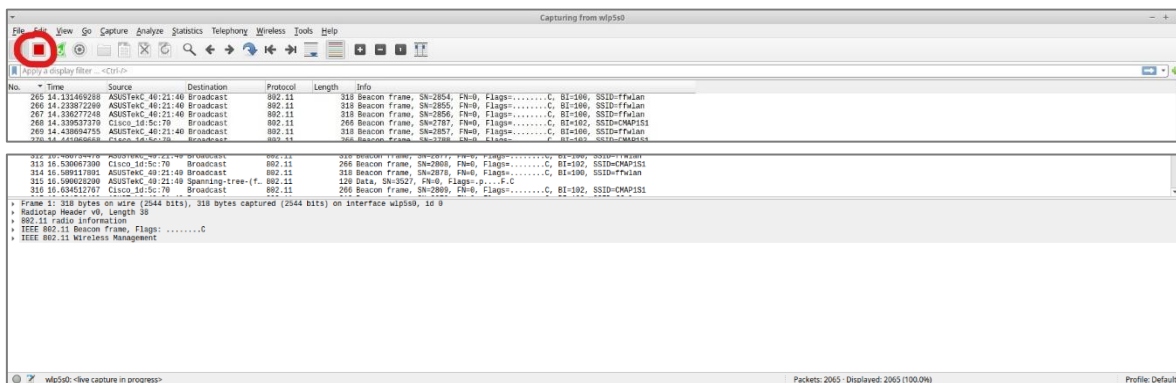 Capturing from wlp5s0
File Edit View Go Capture Analyze Statistics Telephony Wireless Tools Help
Apply a display filter ... <Ctrl-/>
No. Time Source Destination Protocol Length Info
265 14.131469288 ASUSTekC_40:21:40 Broadcast 802.11 318 Beacon frame, SN=2854, FN=0, Flags=........C, BI=100, SSID=ffwlan
266 14.233872200 ASUSTekC_40:21:40 Broadcast 802.11 318 Beacon frame, SN=2855, FN=0, Flags=........C, BI=100, SSID=ffwlan
267 14.336277248 ASUSTekC_40:21:40 Broadcast 802.11 318 Beacon frame, SN=2856, FN=0, Flags=........C, BI=100, SSID=ffwlan
268 14.339537370 Cisco_1d:5c:70 Broadcast 802.11 266 Beacon frame, SN=2787, FN=0, Flags=........C, BI=102, SSID=CMAP1S1
269 14.438694755 ASUSTekC_40:21:40 Broadcast 802.11 318 Beacon frame, SN=2857, FN=0, Flags=........C, BI=100, SSID=ffwlan
313 16.530067300 Cisco_1d:5c:70 Broadcast 802.11 266 Beacon frame, SN=2808, FN=0, Flags=........C, BI=102, SSID=CMAP1S1
314 16.589117801 ASUSTekC_40:21:40 Broadcast 802.11 318 Beacon frame, SN=2878, FN=0, Flags=........C, BI=100, SSID=ffwlan
315 16.590028200 ASUSTekC_40:21:40 Spanning-tree-(f… 802.11 120 Data, SN=3527, FN=0, Flags=.p....F.C
316 16.634512767 Cisco_1d:5c:70 Broadcast 802.11 266 Beacon frame, SN=2809, FN=0, Flags=........C, BI=102, SSID=CMAP1S1
Frame 1: 318 bytes on wire (2544 bits), 318 bytes captured (2544 bits) on interface wlp5s0, id 0
Radiotap Header v0, Length 38
802.11 radio information
IEEE 802.11 Beacon frame, Flags: ........C
IEEE 802.11 Wireless Management
wlp5s0: <live capture in progress> Packets: 2065 · Displayed: 2065 (100.0%) Profile: Default